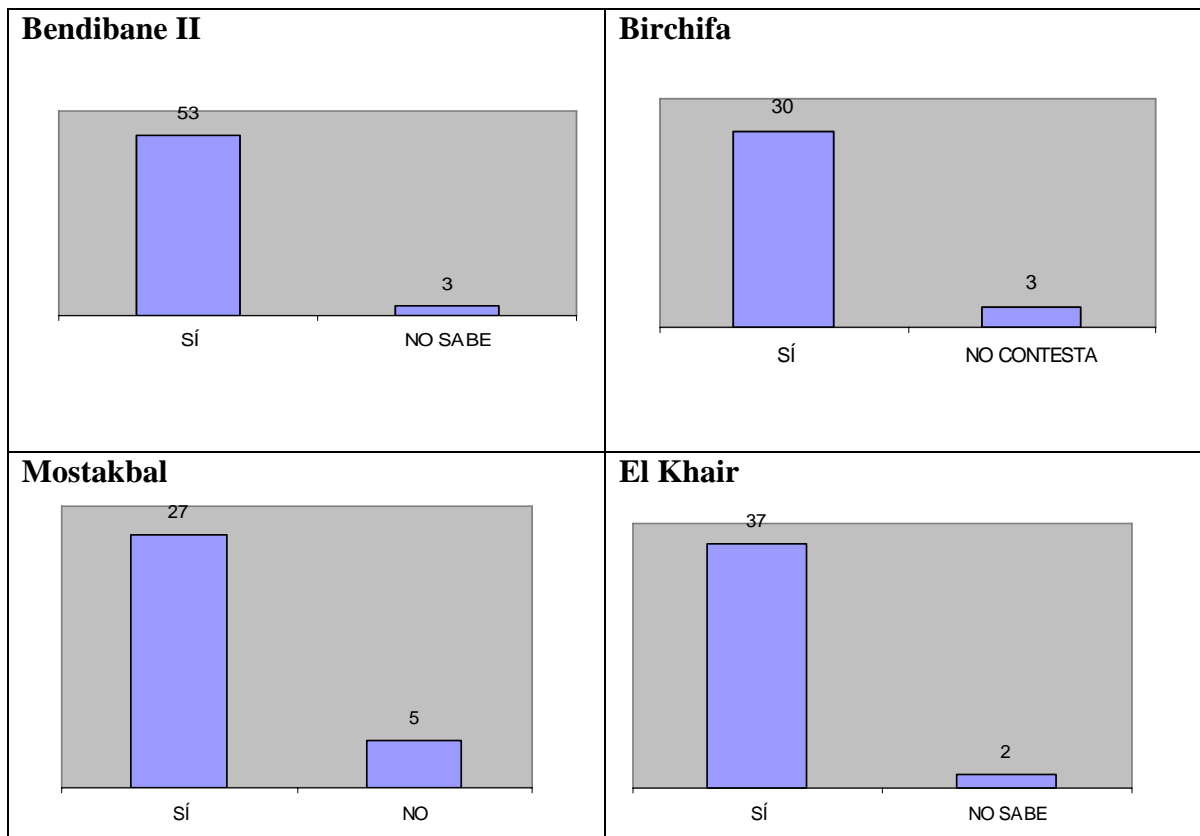 Bendibane II
53
3
SÍ NO SABE
Birchifa
30
3
SÍ NO CONTESTA
Mostakbal
27
5
SÍ NO
El Khair
37
2
SÍ NO SABE